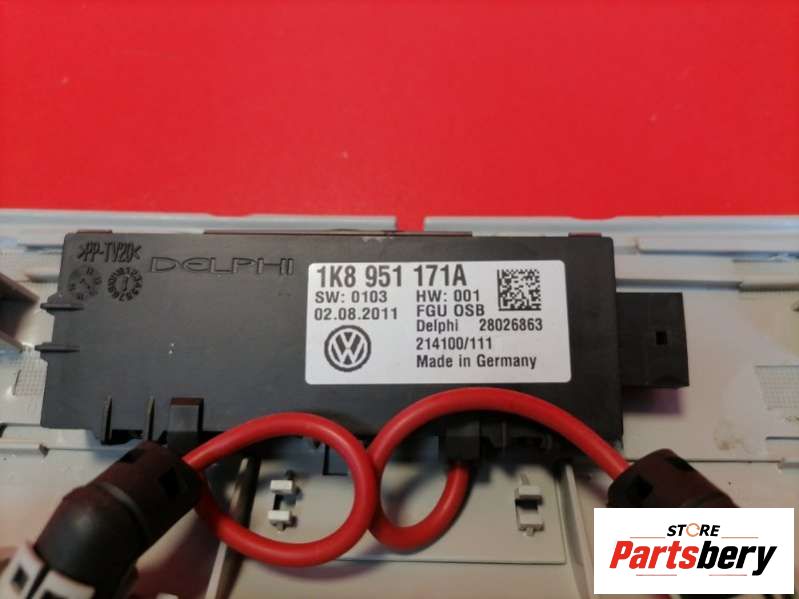 >PP-TV20<
DELPHI
1K8 951 171A
SW: 0103 HW: 001
02.08.2011 FGU OSB
Delphi 28026863
214100/111
Made in Germany
STORE
Partsbery